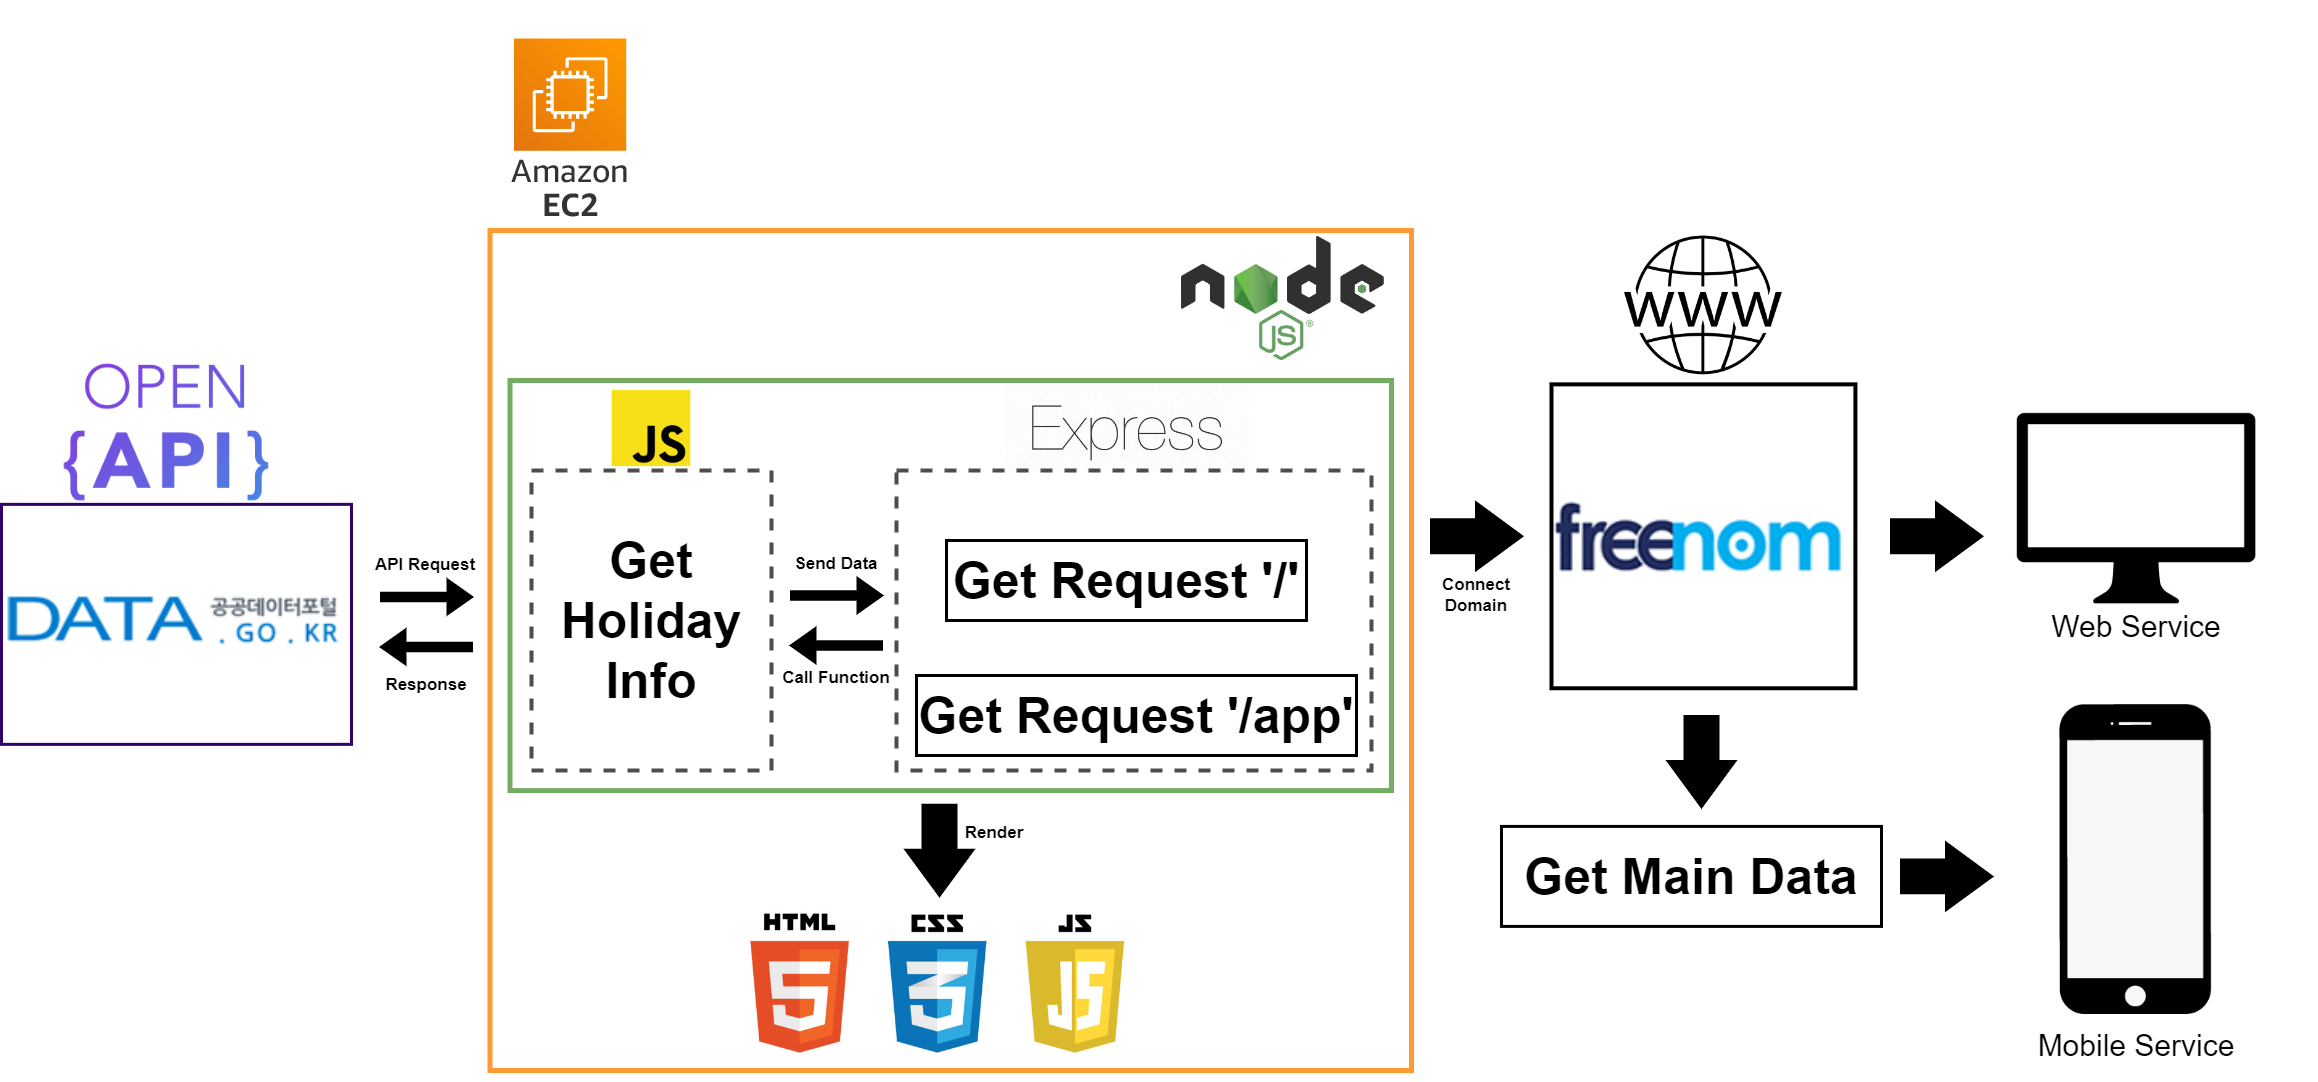 Amazon
EC2
node
JS®
OPEN
{API}
DATA 공공데이터포털
. GO . KR
API Request
Response
JS
Get
Holiday
Info
Send Data
Call Function
Express
Get Request '/'
Get Request '/app'
Render
HTML
CSS
JS
5
3
JS
Connect
Domain
WWW
freenom
Get Main Data
Web Service
Mobile Service